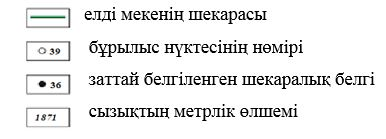 елді мекенің шекарасы
39 бұрылыс нүктесінің нөмірі
36 заттай белгіленген шекаралық белгі
1871 сызықтың метрлік өлшемі